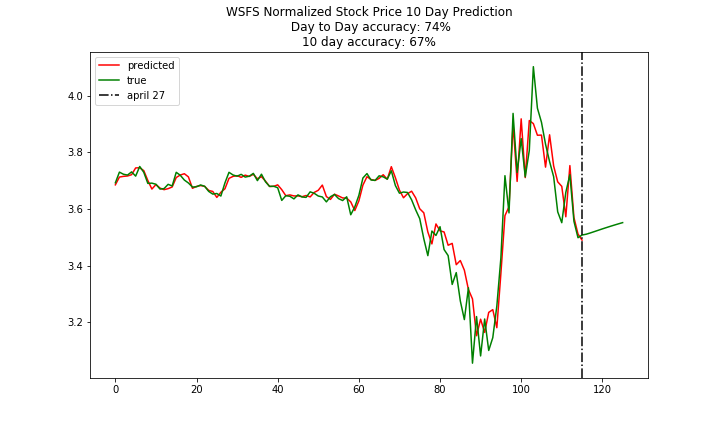 WSFS Normalized Stock Price 10 Day Prediction
Day to Day accuracy: 74%
10 day accuracy: 67%
predicted
true
april 27
4.0
3.8
3.6
3.4
3.2
0 20 40 60 80 100 120